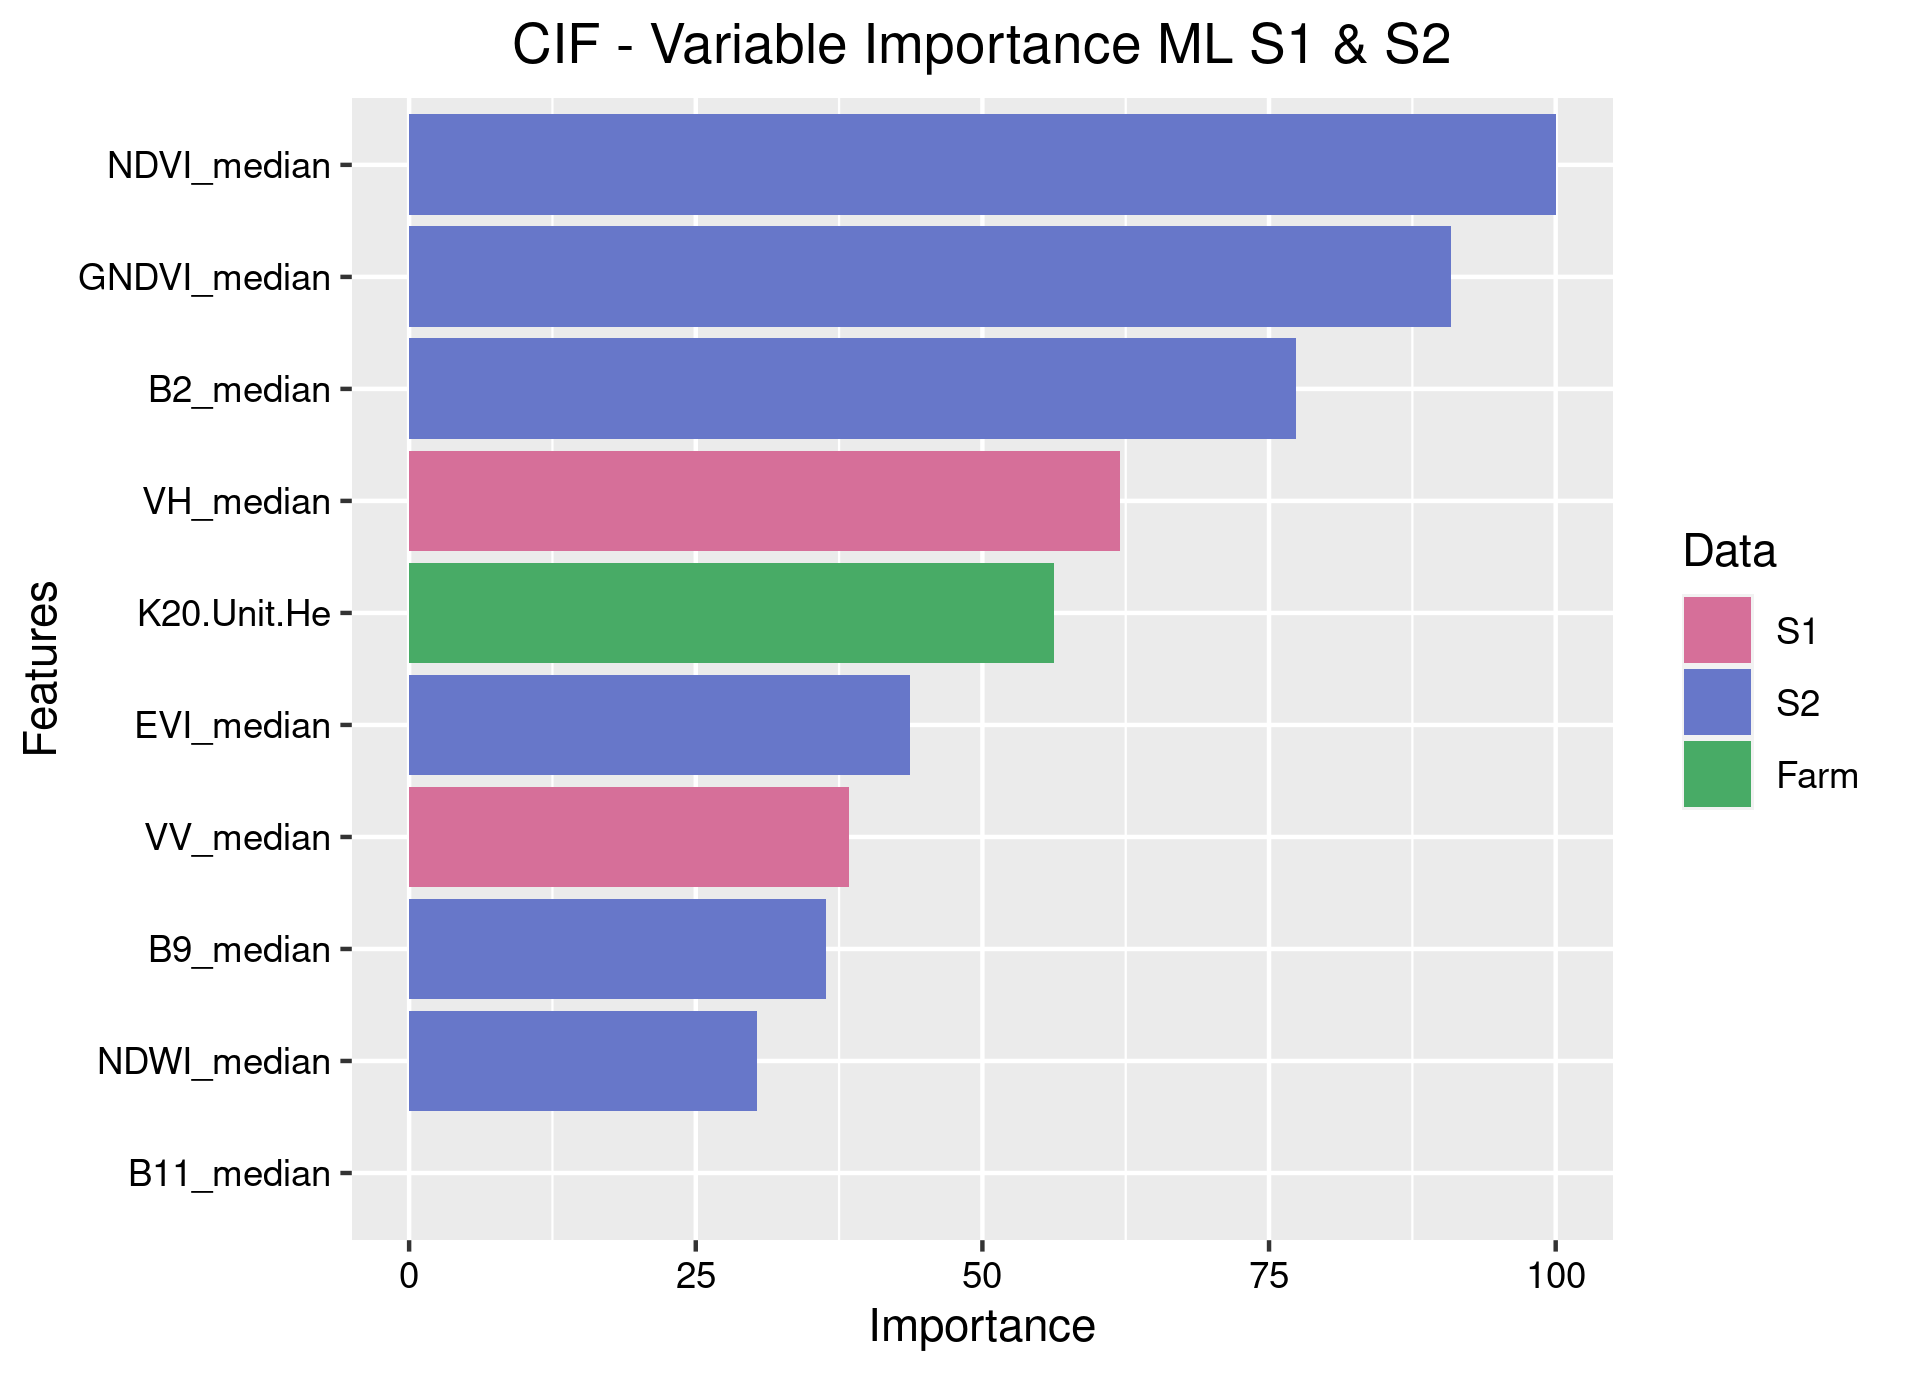 CIF - Variable Importance ML S1 & S2
Features
NDVI_median
GNDVI_median
B2_median
VH_median
K20.Unit.He
EVI_median
VV_median
B9_median
NDWI_median
B11_median
0 25 50 75 100
Importance
Data
S1
S2
Farm